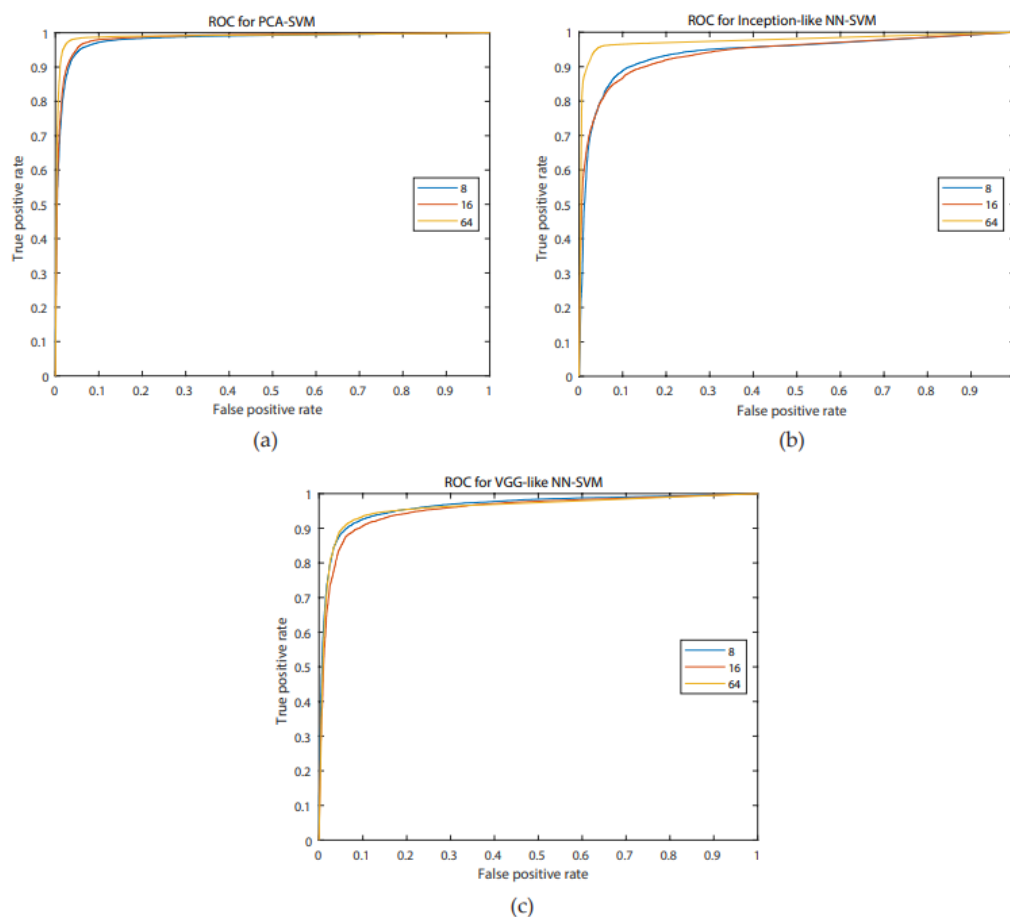 ROC for PCA-SVM
1
0.9
0.8
0.7
0.6
0.5
0.4
0.3
0.2
0.1
0
True positive rate
8
16
64
0 0.1 0.2 0.3 0.4 0.5 0.6 0.7 0.8 0.9 1
False positive rate
(a)
ROC for Inception-like NN-SVM
1
0.9
0.8
0.7
0.6
0.5
0.4
0.3
0.2
0.1
0
True positive rate
8
16
64
0 0.1 0.2 0.3 0.4 0.5 0.6 0.7 0.8 0.9
False positive rate
(b)
ROC for VGG-like NN-SVM
1
0.9
0.8
0.7
0.6
0.5
0.4
0.3
0.2
0.1
0
True positive rate
8
16
64
0 0.1 0.2 0.3 0.4 0.5 0.6 0.7 0.8 0.9 1
False positive rate
(c)